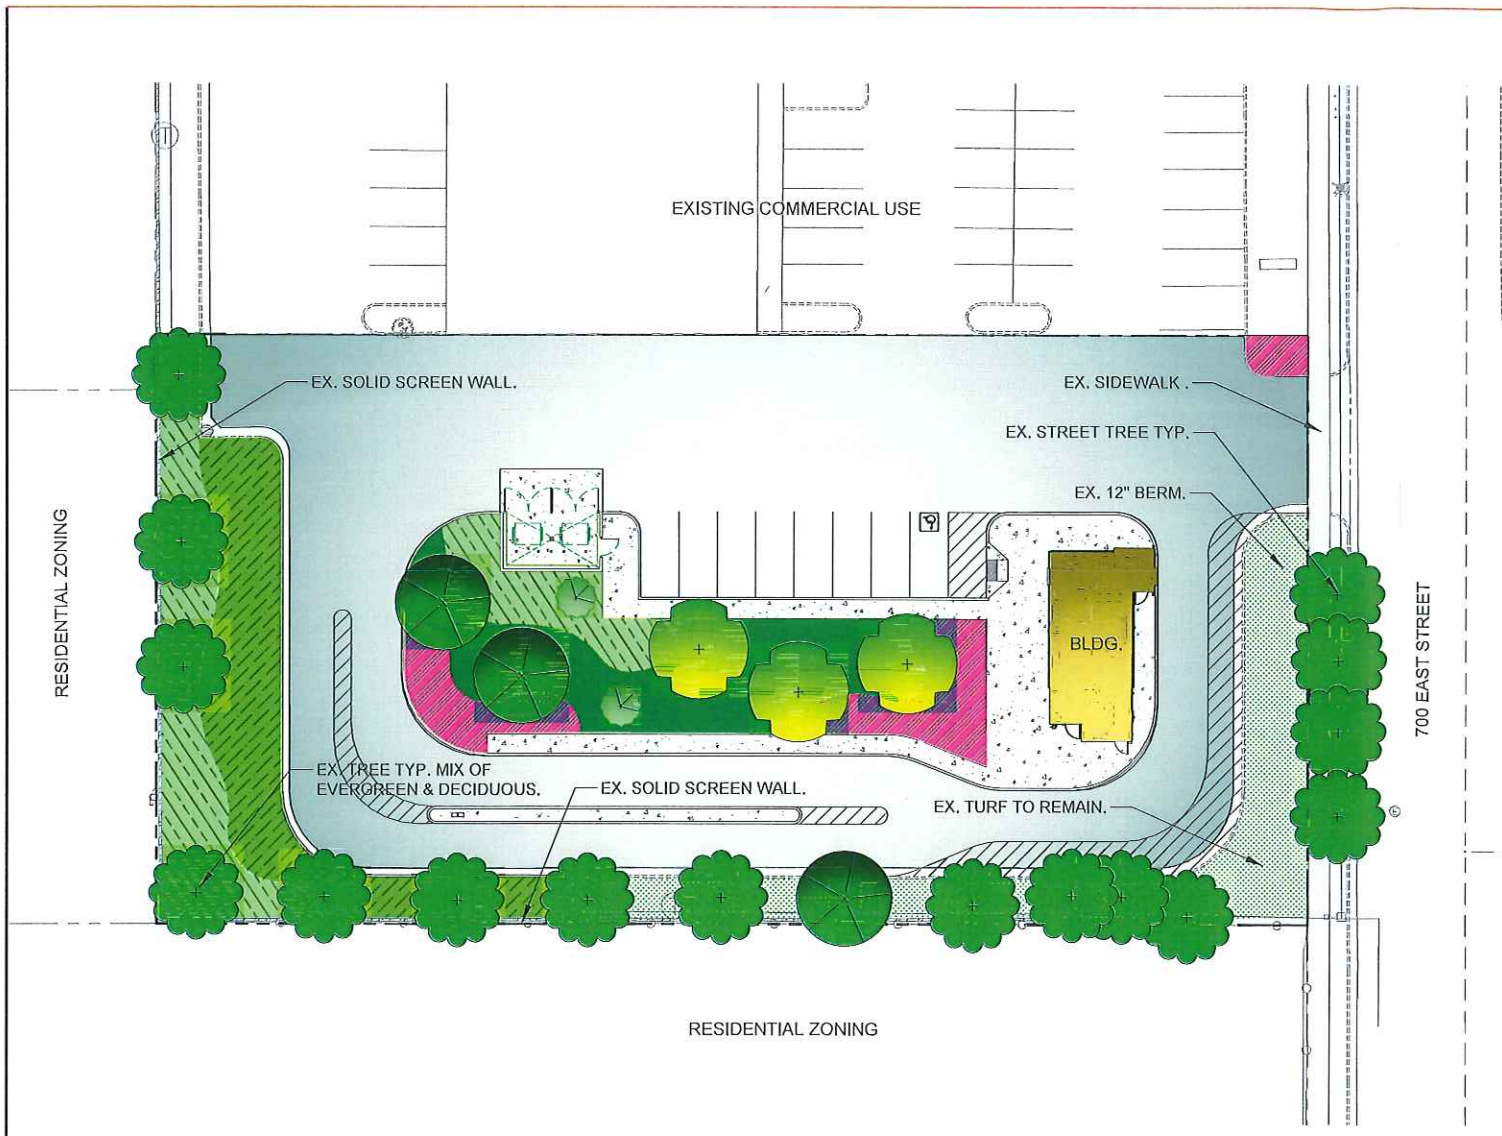 EXISTING COMMERCIAL USE
EX. SOLID SCREEN WALL.
EX. SIDEWALK .
EX. STREET TREE TYP.
EX. 12" BERM.
RESIDENTIAL ZONING
700 EAST STREET
BLDG.
EX. TREE TYP. MIX OF
EVERGREEN & DECIDUOUS.
EX. SOLID SCREEN WALL.
EX. TURF TO REMAIN.
RESIDENTIAL ZONING